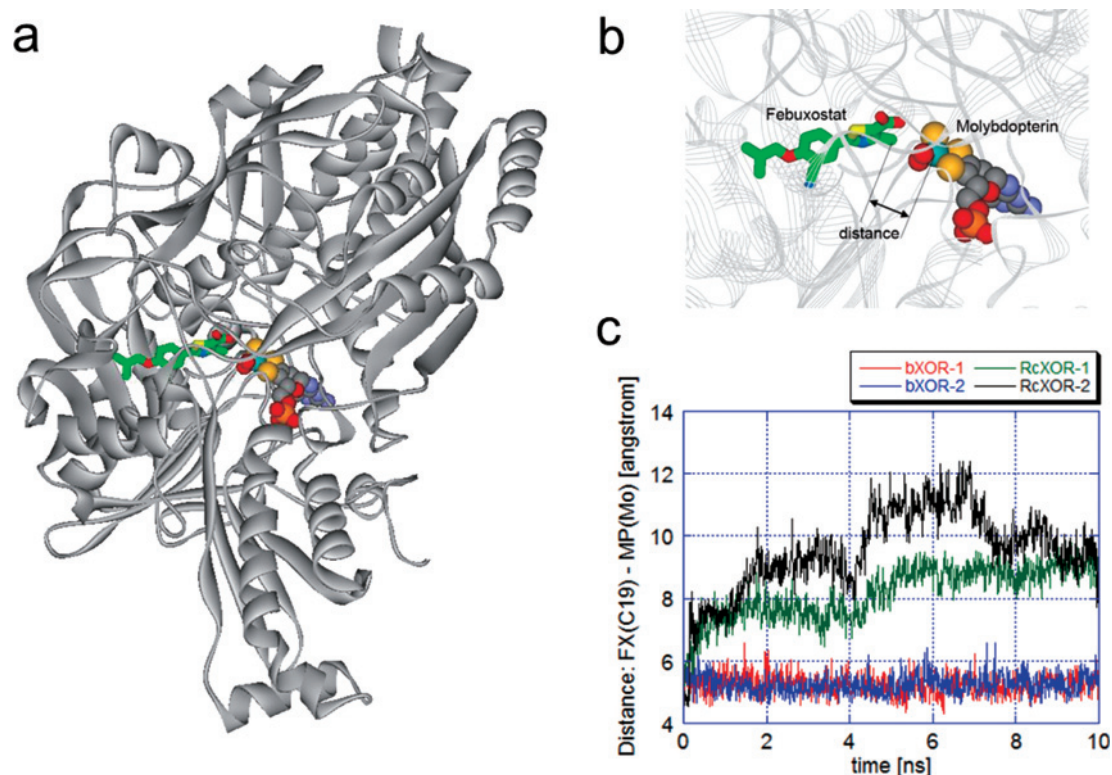 a
b
Febuxostat
Molybdopterin
distance
c
bXOR-1 RcXOR-1
bXOR-2 RcXOR-2
Distance: FX(C19) - MP(Mo) [angstrom]
14
12
10
8
6
4
0 2 4 6 8 10
time [ns]